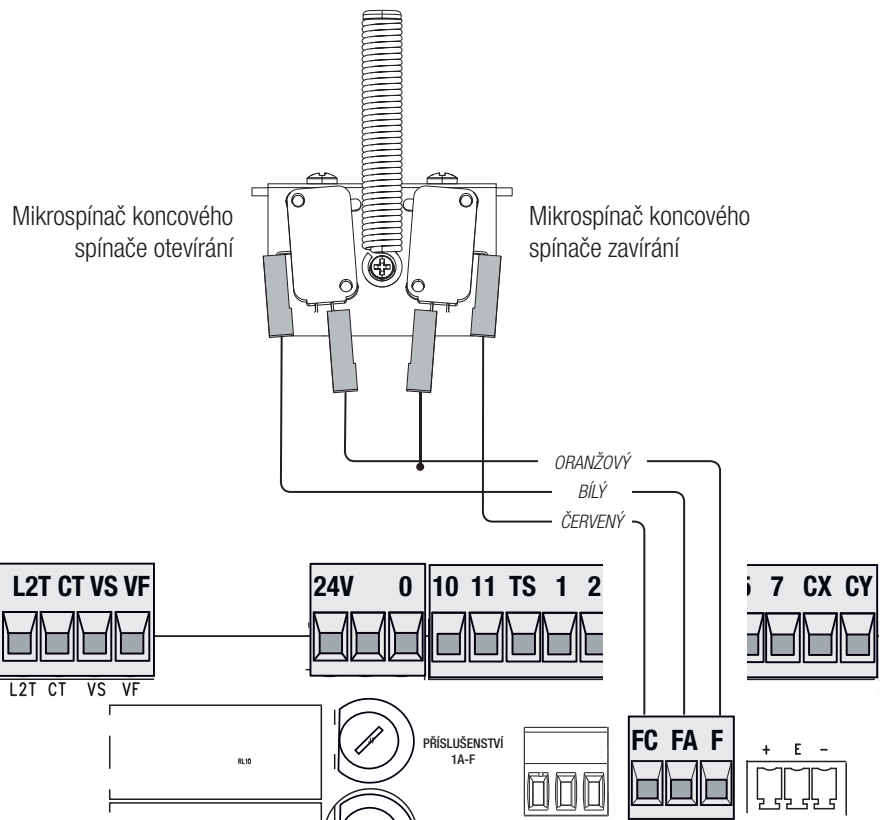 Mikrospínač koncového
spínače otevírání
Mikrospínač koncového
spínače zavírání
ORANŽOVÝ
BÍLÝ
ČERVENÝ
L2T CT VS VF
24V 0
10 11 TS 1 2
7 CX CY
L2T CT VS VF
RL10
PŘÍSLUŠENSTVÍ
1A-F
FC FA F
+ E -